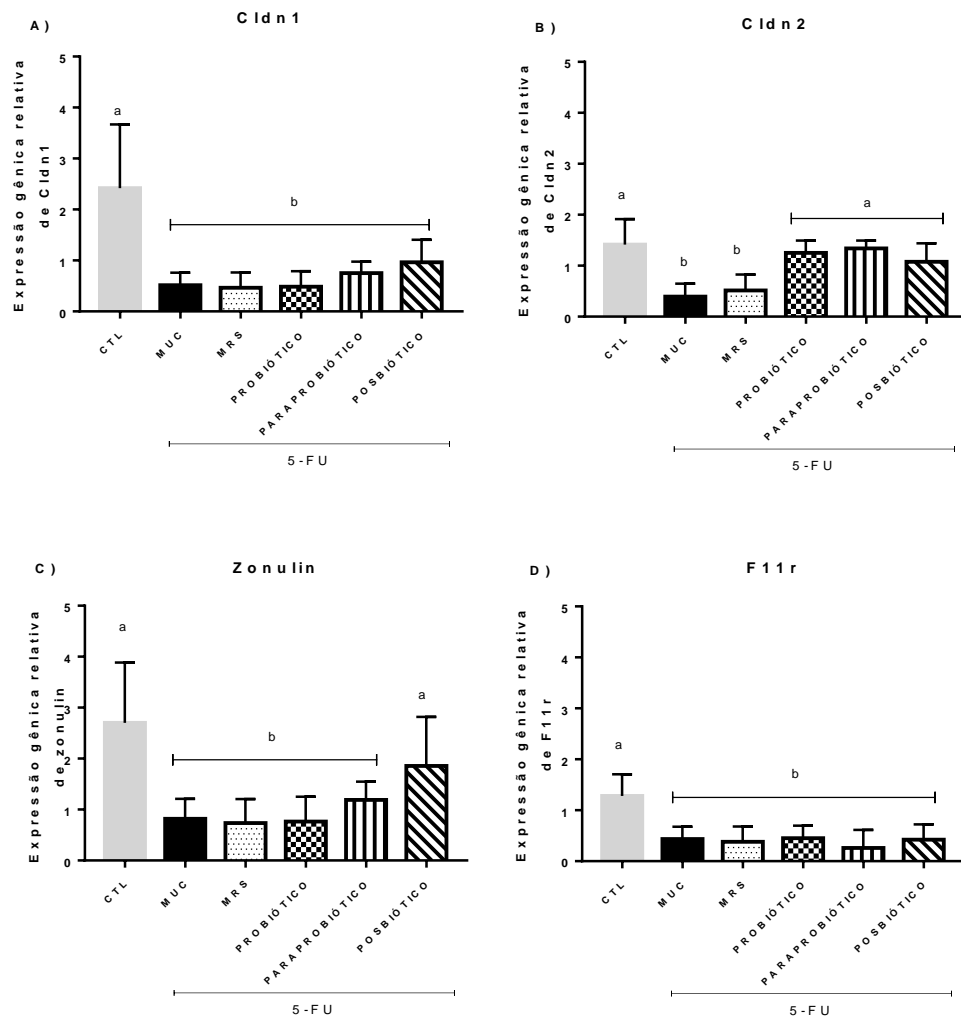 A)
Cldn1
Expressão gênica relativa
de Cldn1
5
4
3
2
1
0
a
b
CTL
MUC
MRS
PROBIÓTICO
PARAPROBIÓTICO
POSBIÓTICO
5-FU
B)
Cldn2
Expressão gênica relativa
de Cldn2
5
4
3
2
1
0
a
b
b
a
CTL
MUC
MRS
PROBIÓTICO
PARAPROBIÓTICO
POSBIÓTICO
5-FU
C)
Zonulin
Expressão gênica relativa
de zonulin
5
4
3
2
1
0
a
b
a
CTL
MUC
MRS
PROBIÓTICO
PARAPROBIÓTICO
POSBIÓTICO
5-FU
D)
F11r
Expressão gênica relativa
de F11r
5
4
3
2
1
0
a
b
CTL
MUC
MRS
PROBIÓTICO
PARAPROBIÓTICO
POSBIÓTICO
5-FU